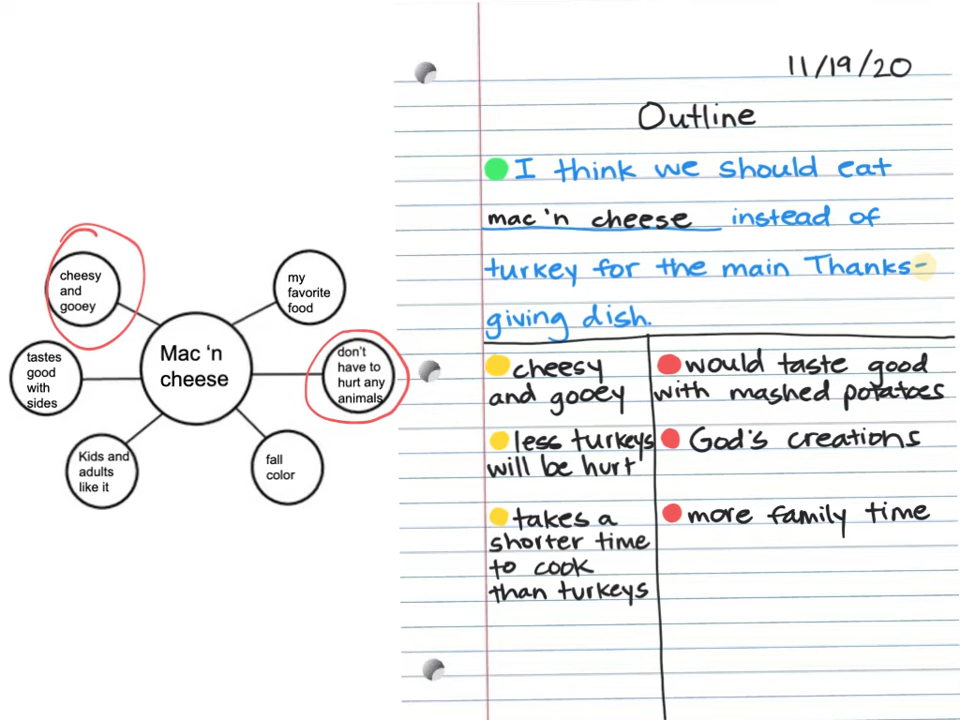 cheesy
and
gooey
my
favorite
food
tastes
good
with
sides
Mac ‘n
cheese
don’t
have to
hurt any
animals
Kids and
adults
like it
fall
color
11/19/20
Outline
I think we should eat
mac 'n cheese instead of
turkey for the main Thanks-
giving dish.
cheesy
and gooey
would taste good
with mashed potatoes
less turkeys
will be hurt
God's creations
takes a
shorter time
to cook
than turkeys
more family time